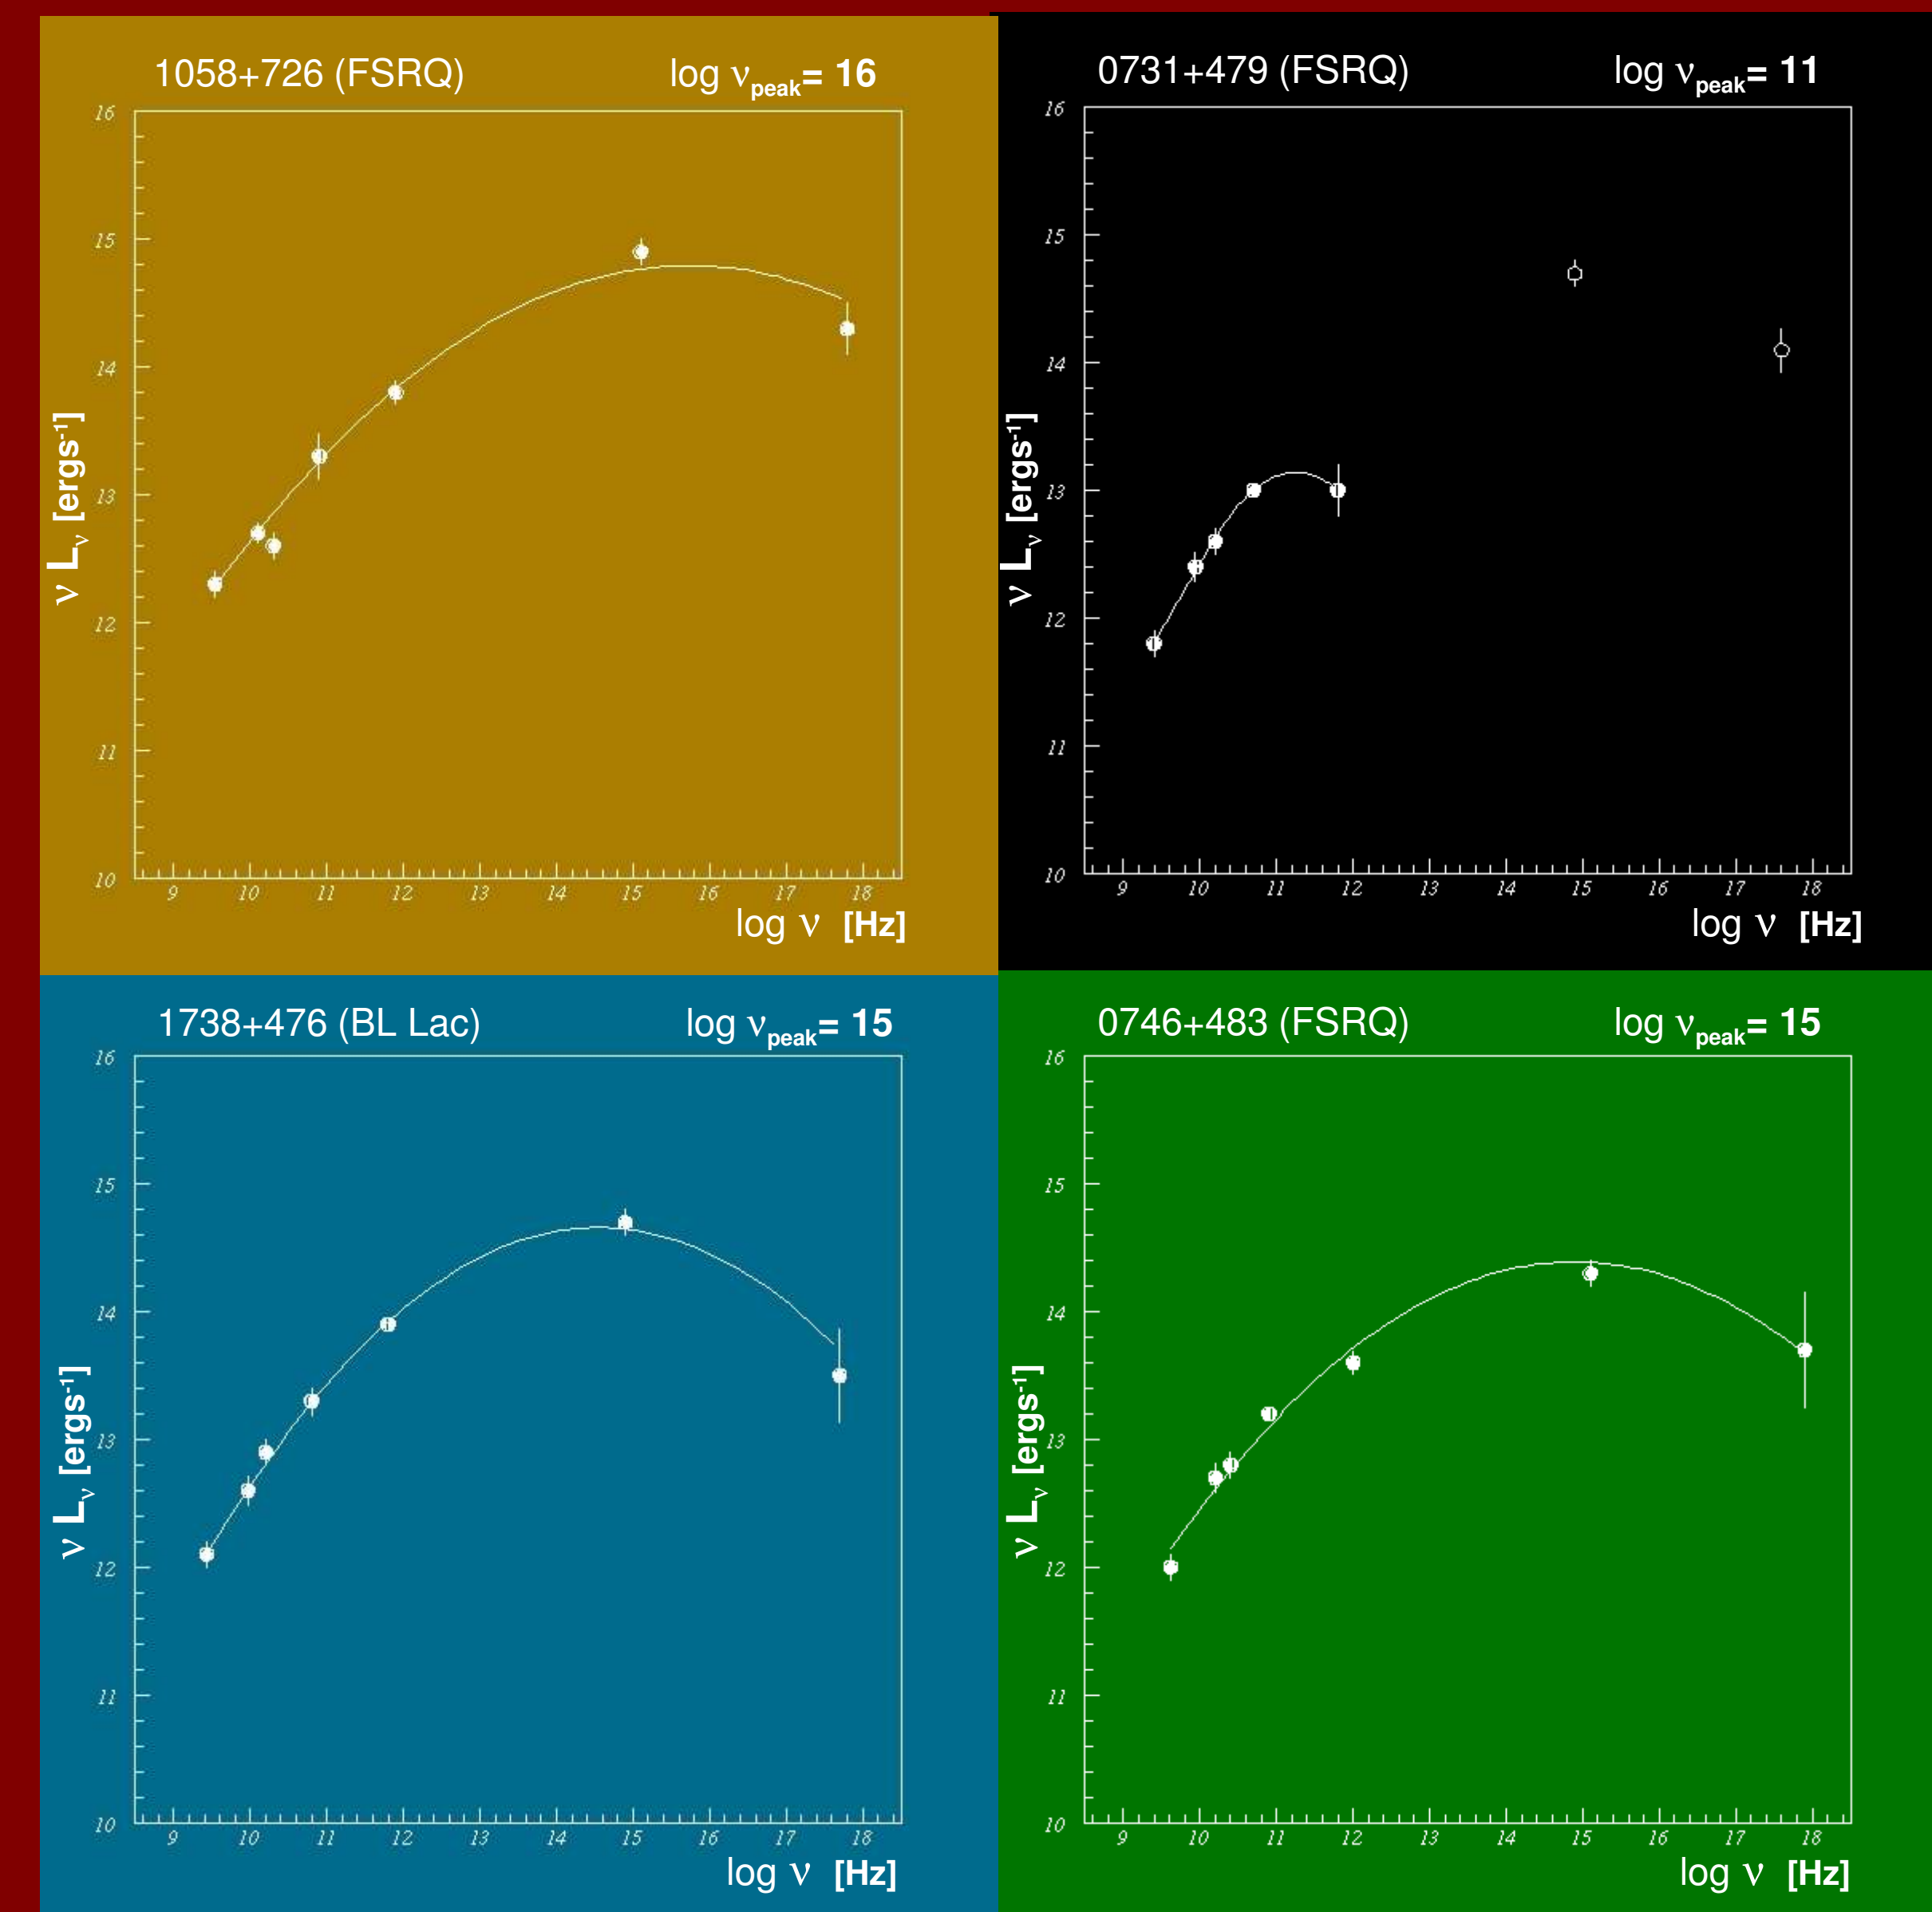 1058+726 (FSRQ) log νpeak= 16
16
15
14
13
12
11
10
ν Lν [ergs-1]
9 10 11 12 13 14 15 16 17 18
log ν [Hz]
0731+479 (FSRQ) log νpeak= 11
16
15
14
13
12
11
10
ν Lν [ergs-1]
9 10 11 12 13 14 15 16 17 18
log ν [Hz]
1738+476 (BL Lac) log νpeak= 15
16
15
14
13
12
11
10
ν Lν [ergs-1]
9 10 11 12 13 14 15 16 17 18
log ν [Hz]
0746+483 (FSRQ) log νpeak= 15
16
15
14
13
12
11
10
ν Lν [ergs-1]
9 10 11 12 13 14 15 16 17 18
log ν [Hz]